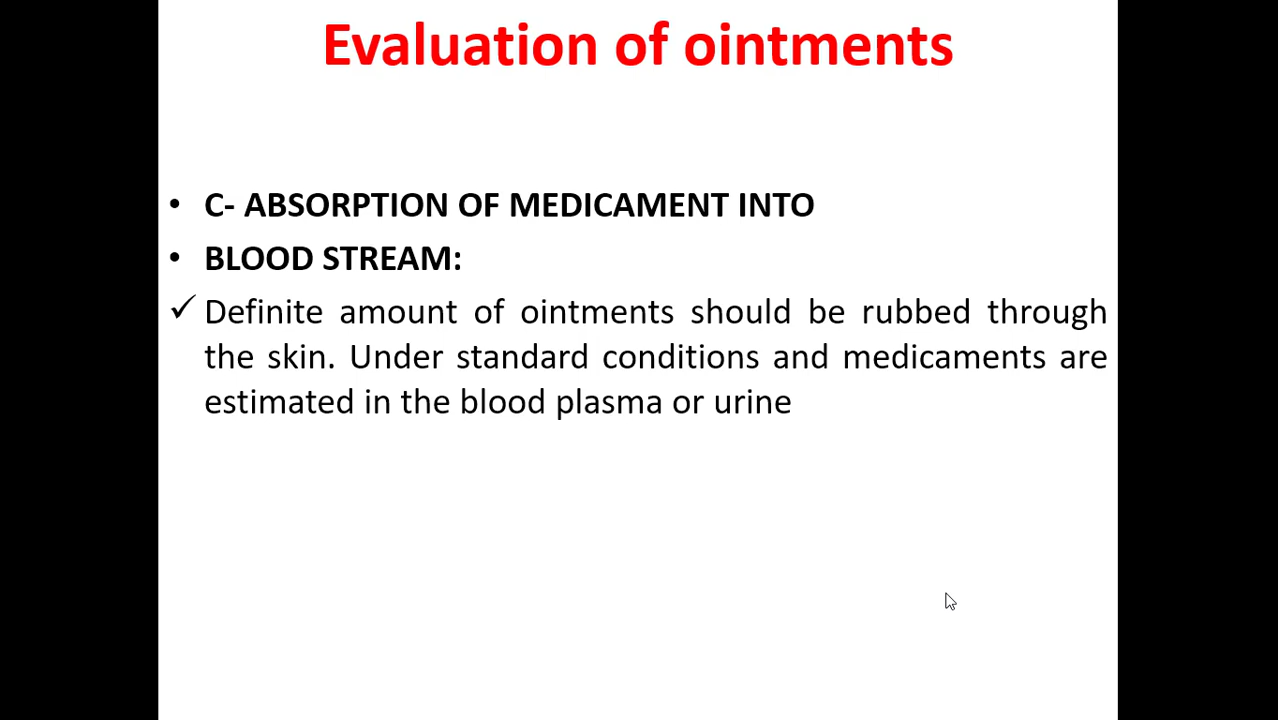 Evaluation of ointments
• C- ABSORPTION OF MEDICAMENT INTO
• BLOOD STREAM:
✓ Definite amount of ointments should be rubbed through
the skin. Under standard conditions and medicaments are
estimated in the blood plasma or urine